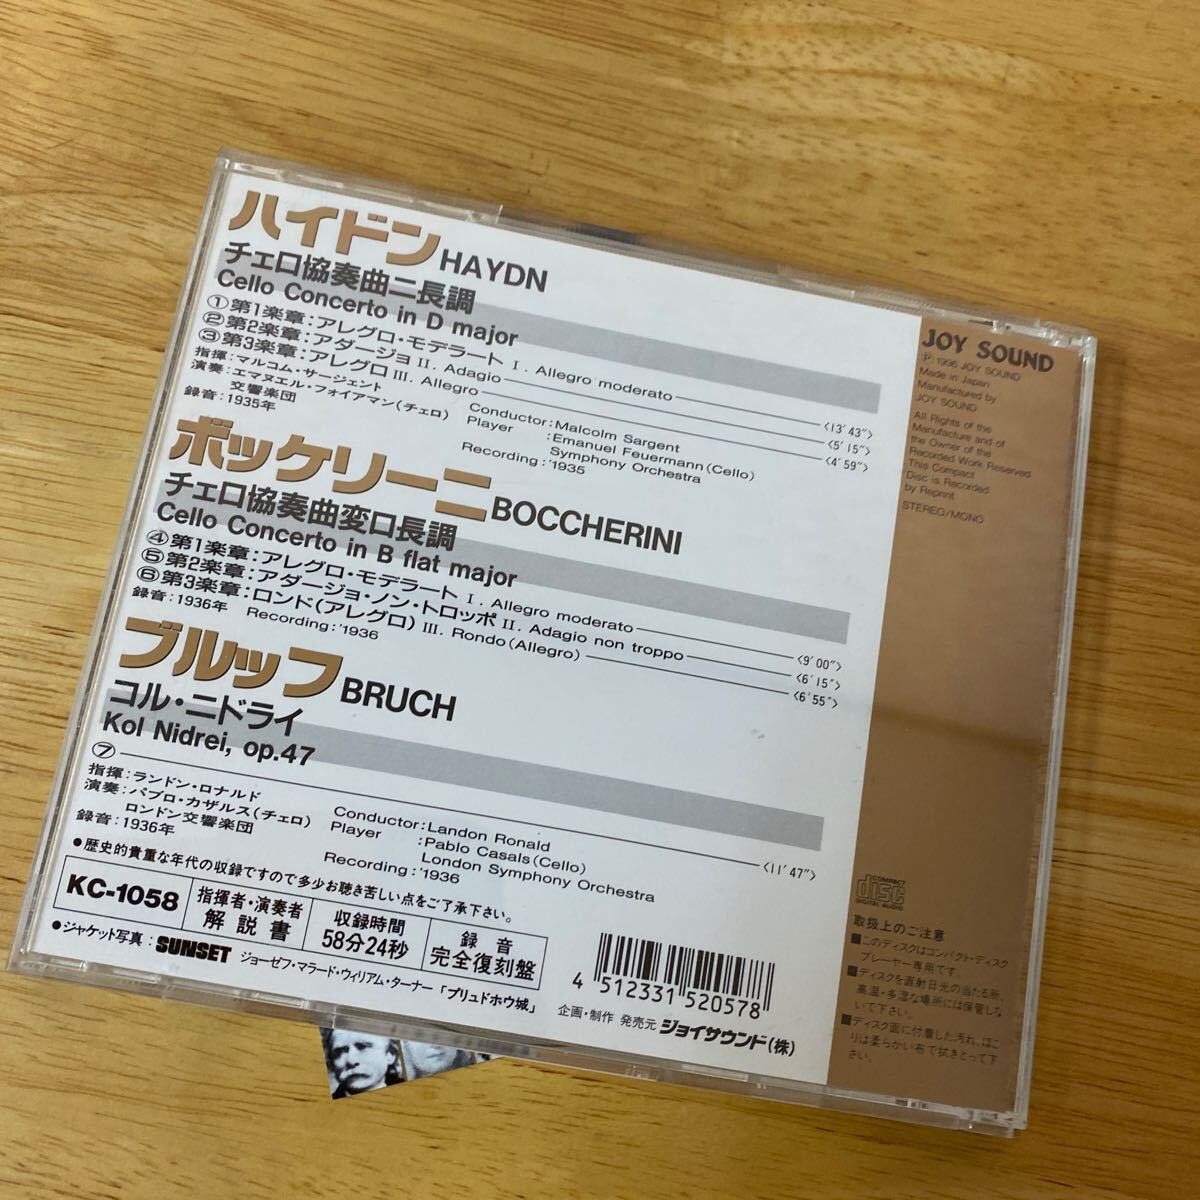 ハイドン HAYDN
チェロ協奏曲ニ長調
Cello Concerto in D major
①第1楽章:アレグロ・モデラート Ⅰ. Allegro moderato 〈13′43″〉
②第2楽章:アダージョ Ⅱ. Adagio 〈5′15″〉
③第3楽章:アレグロ Ⅲ. Allegro 〈4′59″〉
指揮:マルコム・サージェント
演奏:エマヌエル・フォイアマン(チェロ)
交響楽団
録音:1935年
Conductor:Malcolm Sargent
Player :Emanuel Feuermann(Cello)
Symphony Orchestra
Recording:'1935
ボッケリーニ BOCCHERINI
チェロ協奏曲変ロ長調
Cello Concerto in B flat major
④第1楽章:アレグロ・モデラート Ⅰ. Allegro moderato 〈9′00″〉
⑤第2楽章:アダージョ・ノン・トロッポ Ⅱ. Adagio non troppo 〈6′15″〉
⑥第3楽章:ロンド(アレグロ) Ⅲ. Rondo(Allegro) 〈6′55″〉
録音:1936年 Recording:'1936
ブルッフ BRUCH
コル・ニドライ
Kol Nidrei, op.47
⑦ 〈11′47″〉
指揮:ランドン・ロナルド
演奏:パブロ・カザルス(チェロ)
ロンドン交響楽団
録音:1936年
Conductor:Landon Ronald
Player :Pablo Casals(Cello)
London Symphony Orchestra
Recording:'1936
●歴史的貴重な年代の収録ですので多少お聴き苦しい点をご了承下さい。
KC-1058
指揮者・演奏者
解説書
収録時間
58分24秒
録音
完全復刻盤
●ジャケット写真:SUNSET ジョーゼフ・マラード・ウィリアム・ターナー「ブリュドホウ城」
4 512331 520578
企画・制作 発売元 ジョイサウンド(株)
JOY SOUND
Ⓟ 1996 JOY SOUND
Made in Japan
Manufactured by
JOY SOUND
All Rights of the
Manufacture and of
the Owner of the
Recorded Work Reserved
This Compact
Disc is Recorded
by Reprint
STEREO/MONO
COMPACT
disc
DIGITAL AUDIO
取扱上のご注意
■このディスクはコンパクト・ディスク
プレーヤー専用です。
■ディスクを直射日光の当たる所、
高温・多湿な場所には保管しな
いで下さい。
■ディスク面に付着した汚れ、ほこ
りは柔らかい布で拭きとって下
さい。